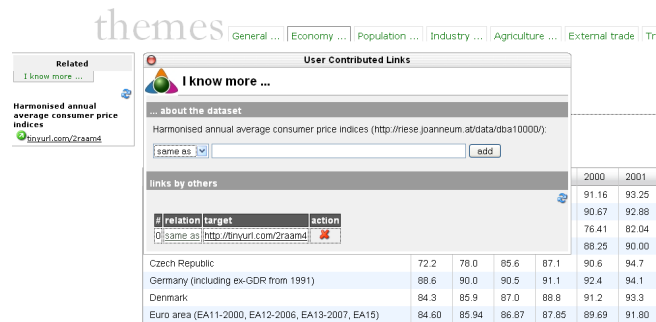 themes
General ... Economy ... Population ... Industry ... Agriculture ... External trade
Related
I know more ...
Harmonised annual
average consumer price
indices
tinyurl.com/2raam4
User Contributed Links
I know more ...
... about the dataset
Harmonised annual average consumer price indices (http://riese.joanneum.at/data/dba10000/):
same as add
links by others
# relation target action
0 same as http://tinyurl.com/2raam4
2000 2001
91.16 93.25
90.67 92.88
76.41 82.04
88.25 90.00
Czech Republic 72.2 78.0 85.6 87.1 90.6 94.7
Germany (including ex-GDR from 1991) 88.6 90.0 90.5 91.1 92.4 94.1
Denmark 84.3 85.9 87.0 88.8 91.2 93.3
Euro area (EA11-2000, EA12-2006, EA13-2007, EA15) 84.60 85.94 86.87 87.85 89.69 91.80